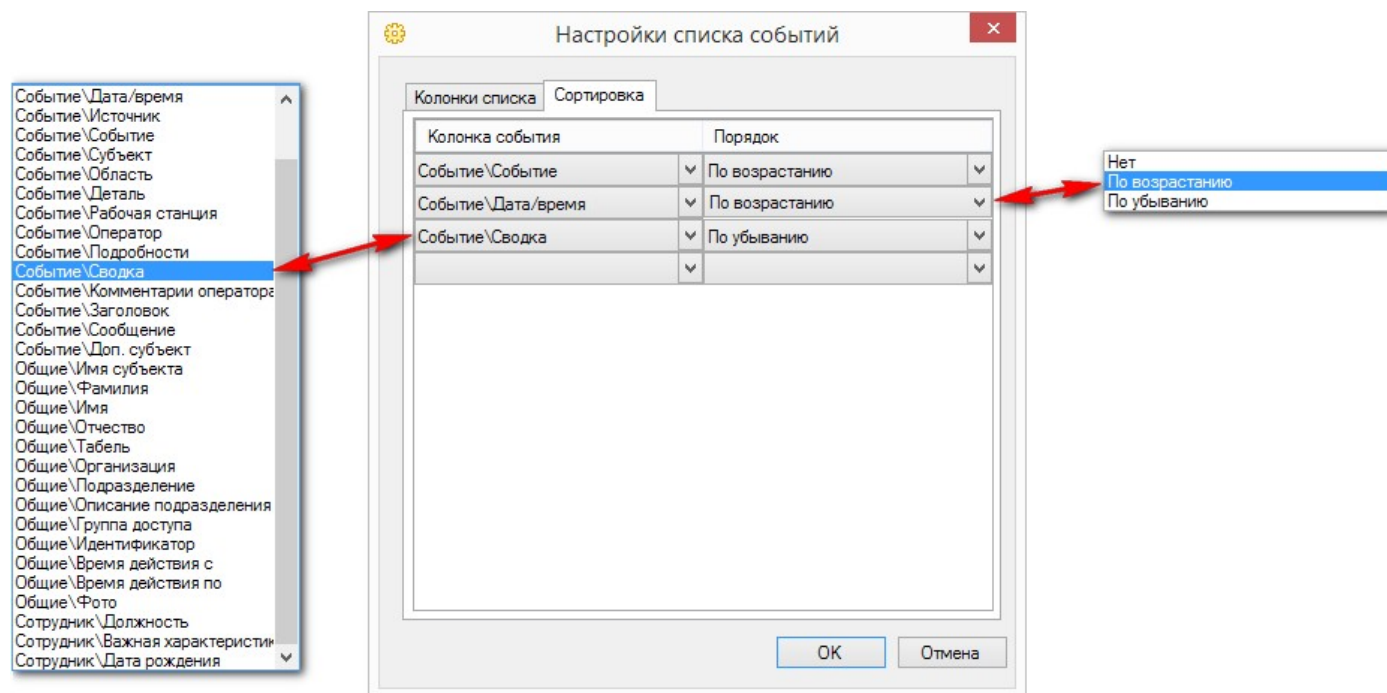 Настройки списка событий
Событие\Дата/время
Событие\Источник
Событие\Событие
Событие\Субъект
Событие\Область
Событие\Деталь
Событие\Рабочая станция
Событие\Оператор
Событие\Подробности
Событие\Сводка
Событие\Комментарии оператора
Событие\Заголовок
Событие\Сообщение
Событие\Доп. субъект
Общие\Имя субъекта
Общие\Фамилия
Общие\Имя
Общие\Отчество
Общие\Табель
Общие\Организация
Общие\Подразделение
Общие\Описание подразделения
Общие\Группа доступа
Общие\Идентификатор
Общие\Время действия с
Общие\Время действия по
Общие\Фото
Сотрудник\Должность
Сотрудник\Важная характеристик
Сотрудник\Дата рождения
Колонки списка Сортировка
Колонка события Порядок
Событие\Событие По возрастанию
Событие\Дата/время По возрастанию
Событие\Сводка По убыванию
OK Отмена
Нет
По возрастанию
По убыванию